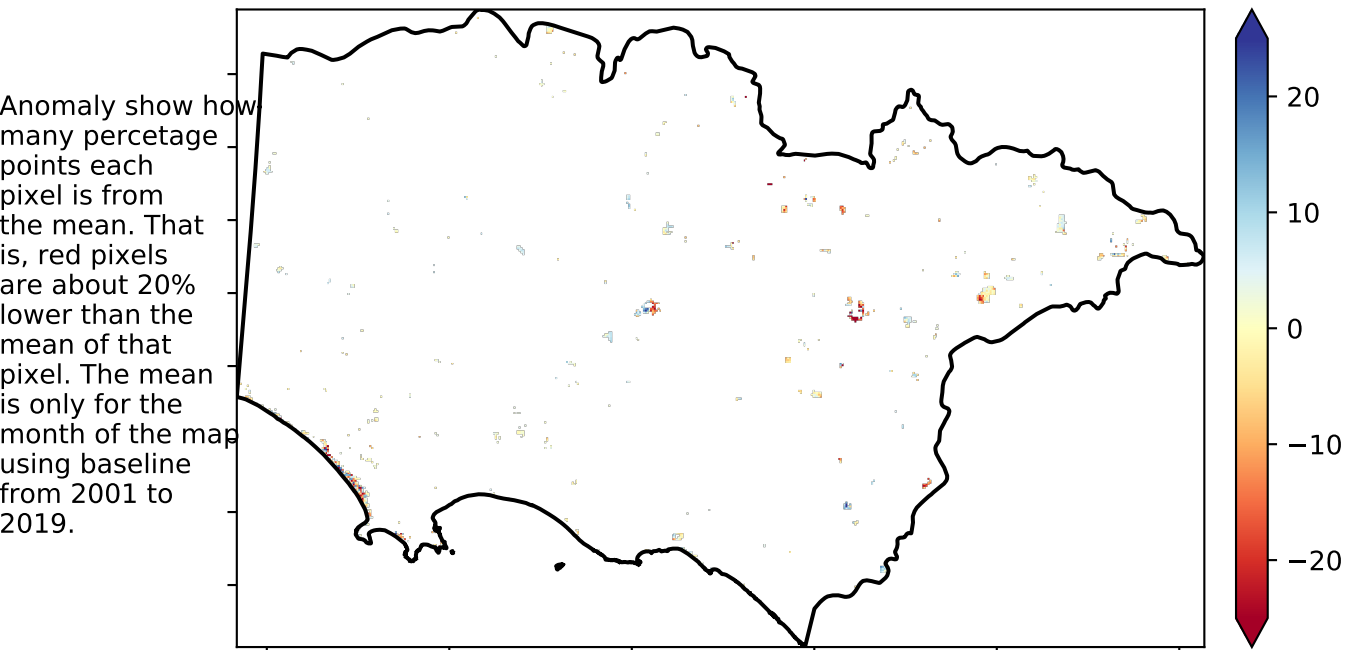 Anomaly show how
many percetage
points each
pixel is from
the mean. That
is, red pixels
are about 20%
lower than the
mean of that
pixel. The mean
is only for the
month of the map
using baseline
from 2001 to
2019.
20
10
0
−10
−20